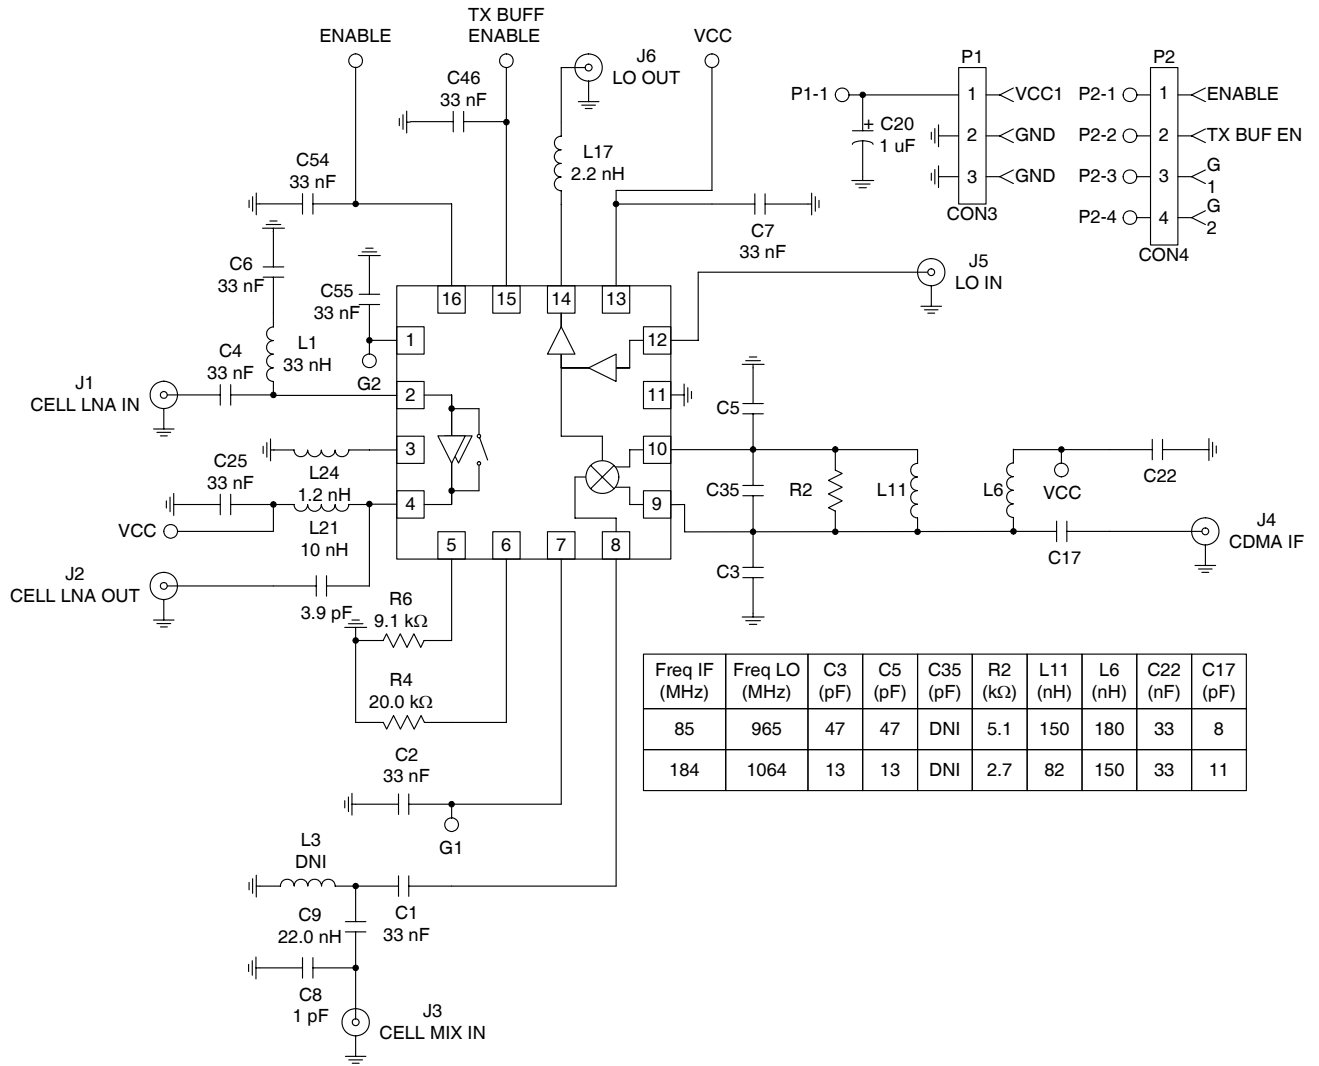 ENABLE
TX BUFF
ENABLE
VCC
J6
LO OUT
C46
33 nF
C54
33 nF
L17
2.2 nH
C7
33 nF
P1-1
C20
1 uF
+
P1
1
2
3
VCC1
GND
GND
CON3
P2-1
P2-2
P2-3
P2-4
P2
1
2
3
4
ENABLE
TX BUF EN
G
1
G
2
CON4
C6
33 nF
C55
33 nF
L1
33 nH
C4
33 nF
J1
CELL LNA IN
G2
J5
LO IN
16
15
14
13
1
2
3
4
12
11
10
9
5
6
7
8
C25
33 nF
L24
1.2 nH
L21
10 nH
VCC
J2
CELL LNA OUT
3.9 pF
R6
9.1 kΩ
R4
20.0 kΩ
C2
33 nF
G1
L3
DNI
C9
22.0 nH
C1
33 nF
C8
1 pF
J3
CELL MIX IN
C5
C35
R2
L11
L6
VCC
C22
C3
C17
J4
CDMA IF
Freq IF (MHz) Freq LO (MHz) C3 (pF) C5 (pF) C35 (pF) R2 (kΩ) L11 (nH) L6 (nH) C22 (nF) C17 (pF)
85 965 47 47 DNI 5.1 150 180 33 8
184 1064 13 13 DNI 2.7 82 150 33 11